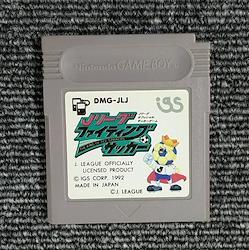 Nintendo GAME BOY
DMG-JLJ
IGS
Jリーグ
ファイティング
サッカー
J. LEAGUE OFFICIALLY
LICENSED PRODUCT
© IGS CORP. 1992
MADE IN JAPAN
©J. LEAGUE